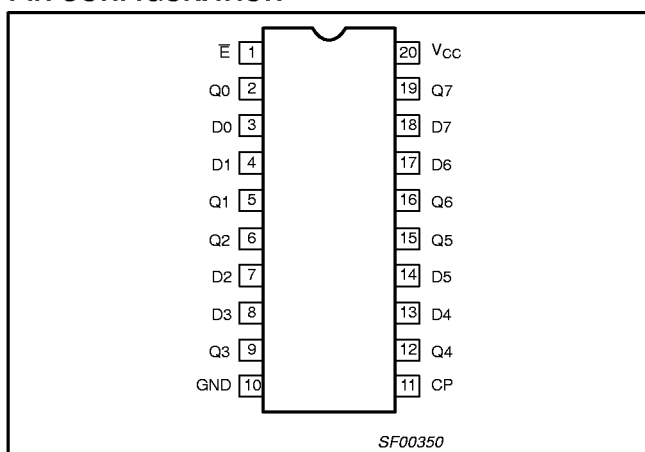 PIN CONFIGURATION
E̅ 1 20 VCC
Q0 2 19 Q7
D0 3 18 D7
D1 4 17 D6
Q1 5 16 Q6
Q2 6 15 Q5
D2 7 14 D5
D3 8 13 D4
Q3 9 12 Q4
GND 10 11 CP
SF00350